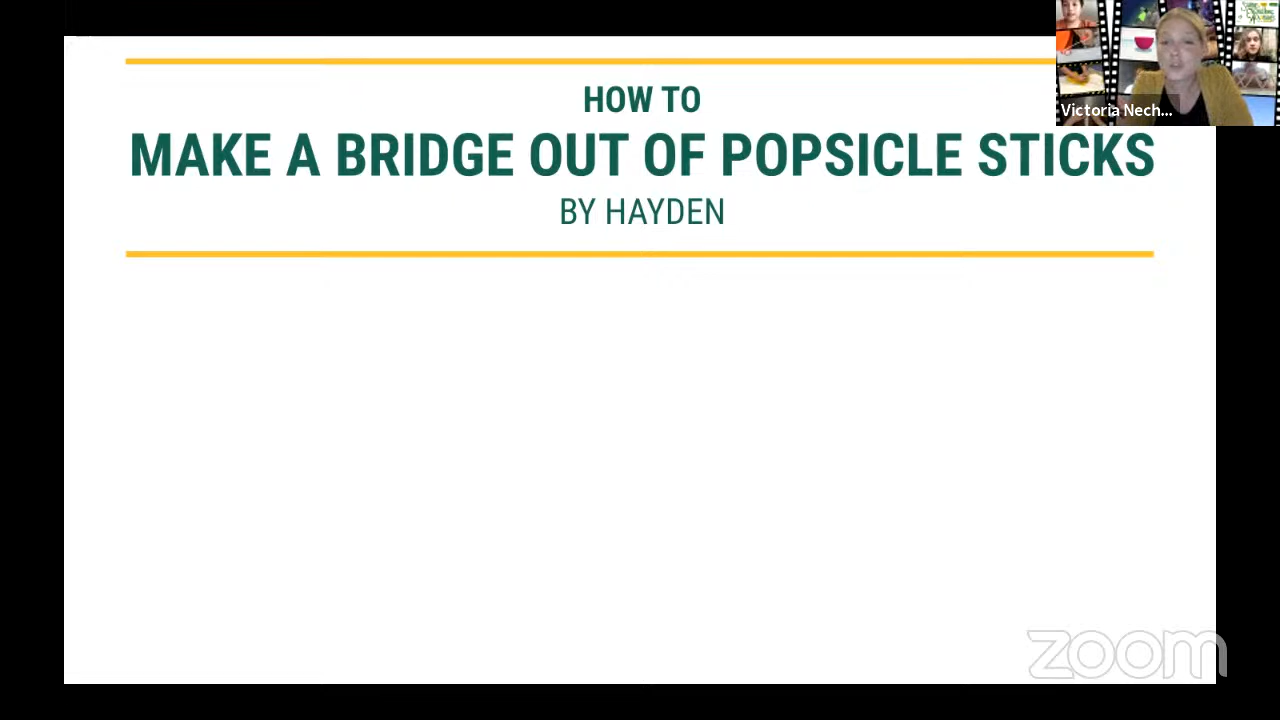 HOW TO
MAKE A BRIDGE OUT OF POPSICLE STICKS
BY HAYDEN
Victoria Nech...
zoom